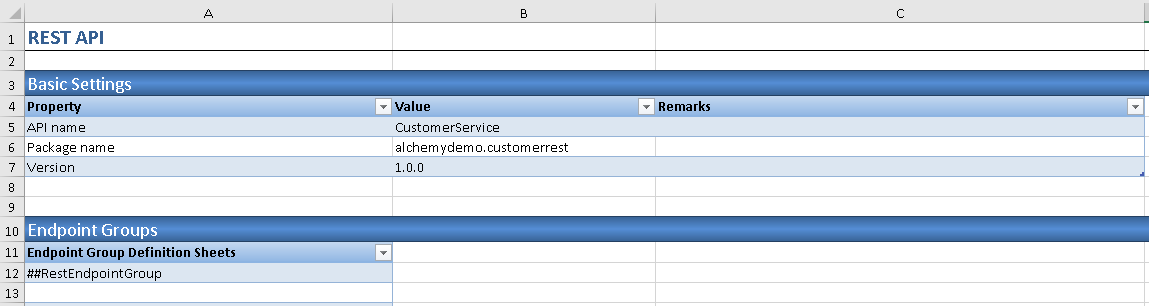 A B C
1 REST API
2
3 Basic Settings
4 Property Value Remarks
5 API name CustomerService
6 Package name alchemydemo.customerrest
7 Version 1.0.0
8
9
10 Endpoint Groups
11 Endpoint Group Definition Sheets
12 ##RestEndpointGroup
13